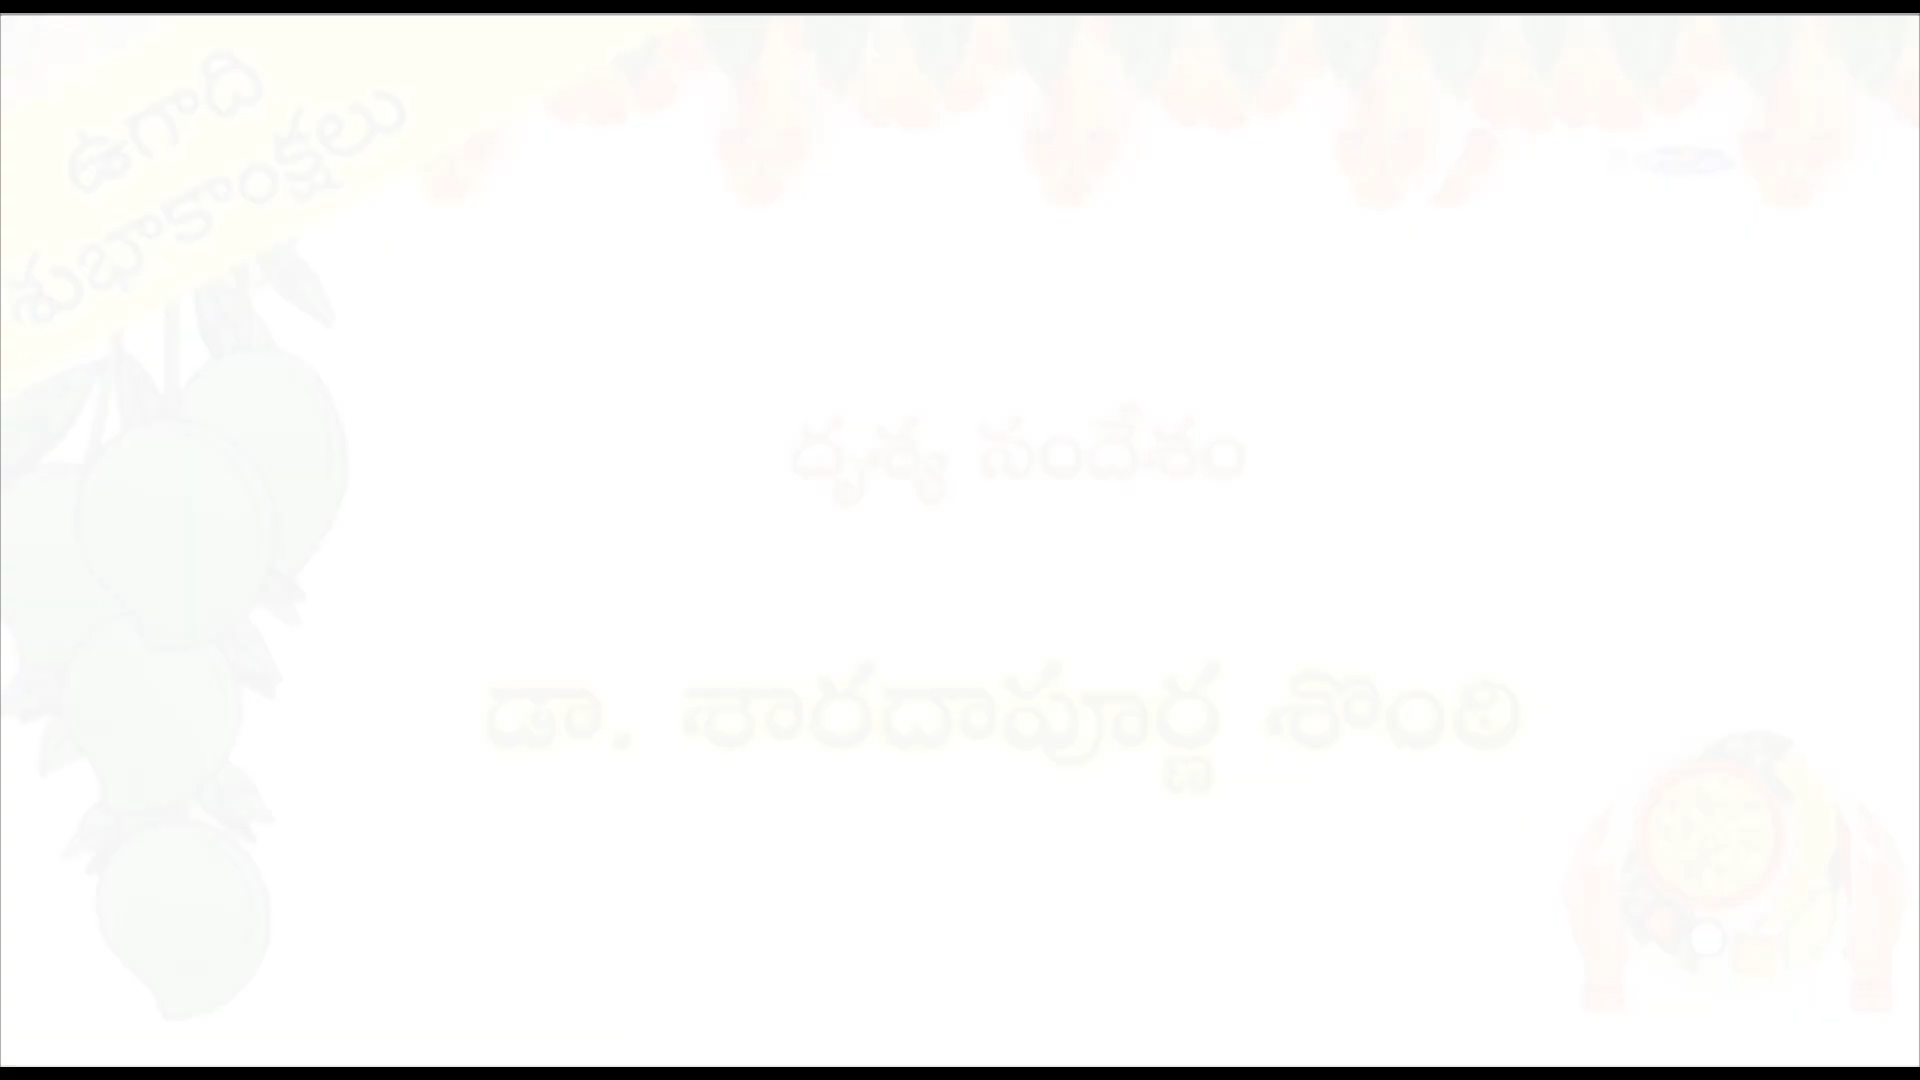 ఉగాది
శుభాకాంక్షలు
దృశ్య సందేశం
డా. శారదాపూర్ణ శొంఠి